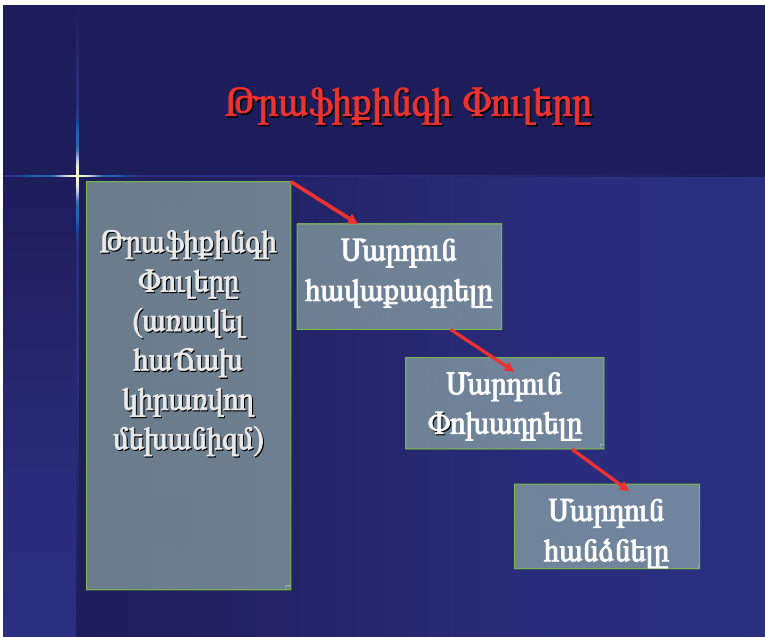 Թրաֆիքինգի Փուլերը
Թրաֆիքինգի
Փուլերը
(առավել
հաՃախ
կիրառվող
մեխանիզմ)
Մարդուն
հավաքագրելը
Մարդուն
Փոխադրելը
Մարդուն
հանձնելը